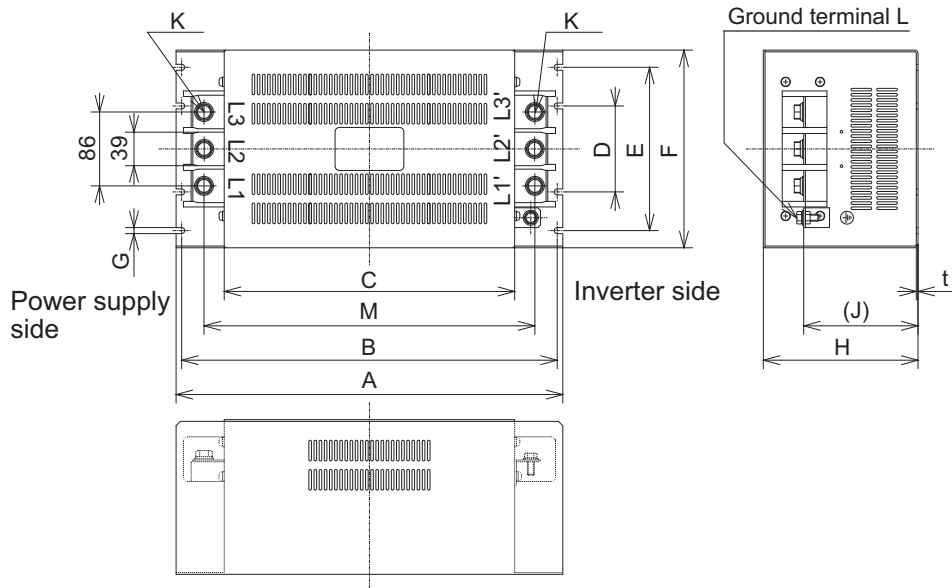 K
K
Ground terminal L
L3
L3'
86
39
L2
L2'
D
E
F
L1
L1'
G
C
Power supply
side
Inverter side
M
B
A
t
(J)
H